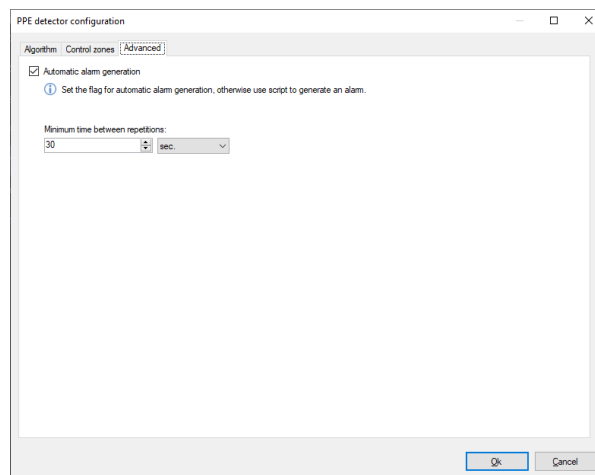 PPE detector configuration
Algorithm Control zones Advanced
Automatic alarm generation
Set the flag for automatic alarm generation, otherwise use script to generate an alarm.
Minimum time between repetitions:
30 sec.
Ok Cancel